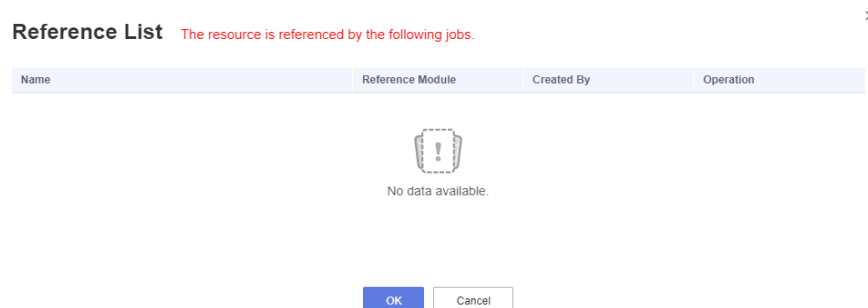 Reference List The resource is referenced by the following jobs.
Name Reference Module Created By Operation
No data available.
OK Cancel